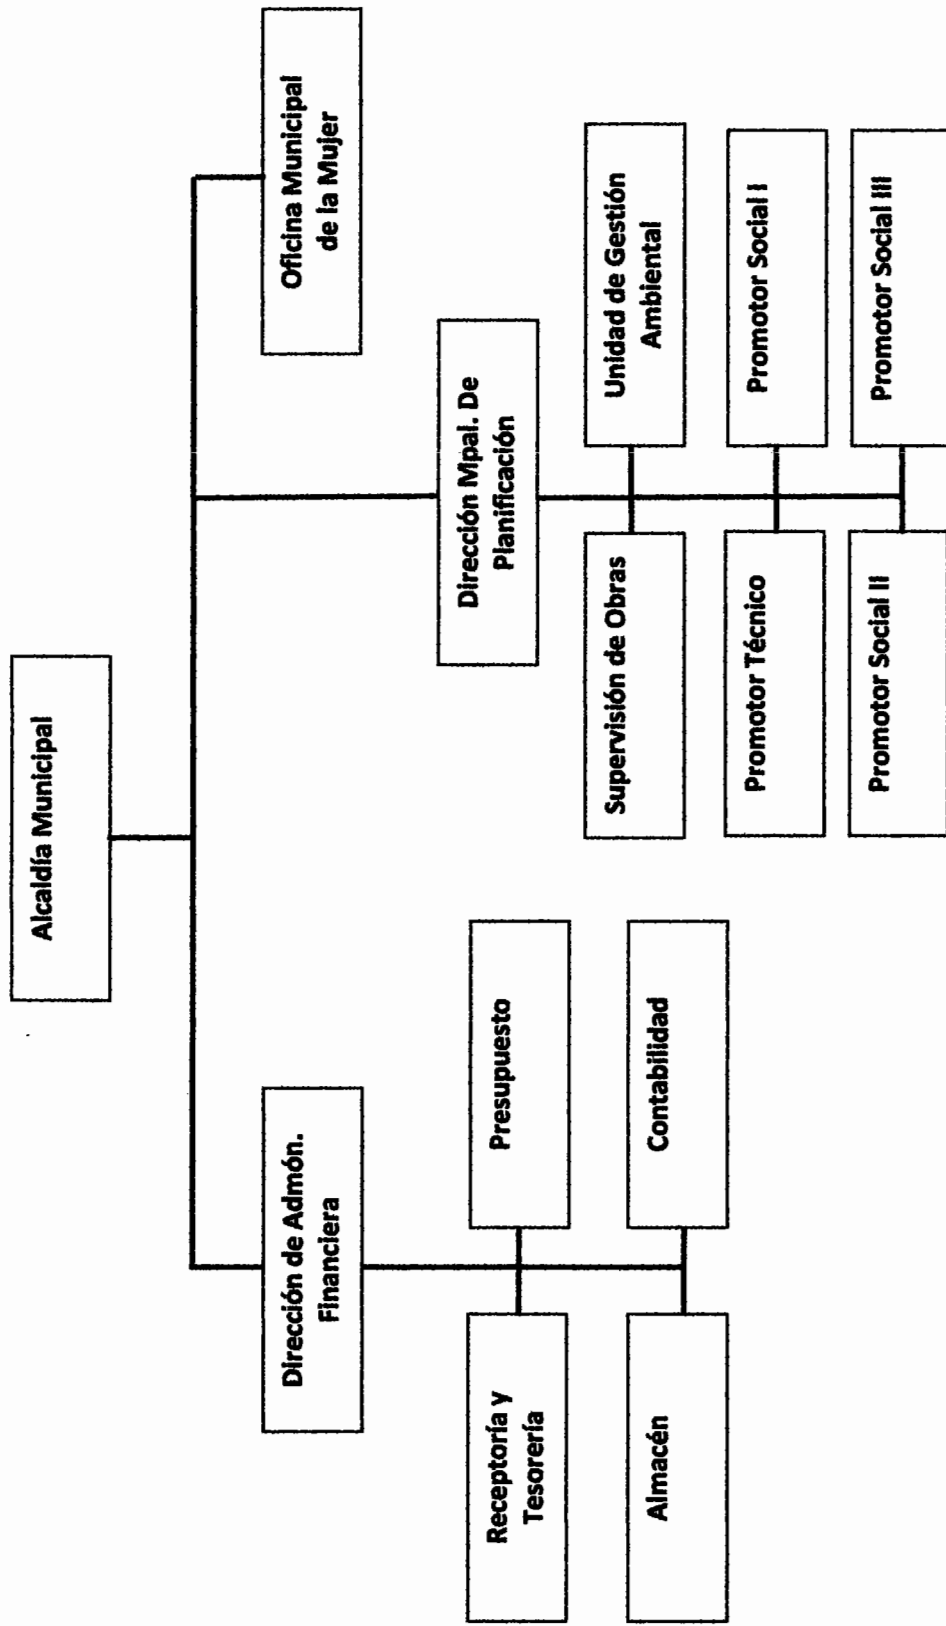 Alcaldía Municipal
Dirección de Admón.
Financiera
Oficina Municipal
de la Mujer
Dirección Mpal. De
Planificación
Receptoría y
Tesorería
Presupuesto
Almacén
Contabilidad
Supervisión de Obras
Unidad de Gestión
Ambiental
Promotor Técnico
Promotor Social I
Promotor Social II
Promotor Social III